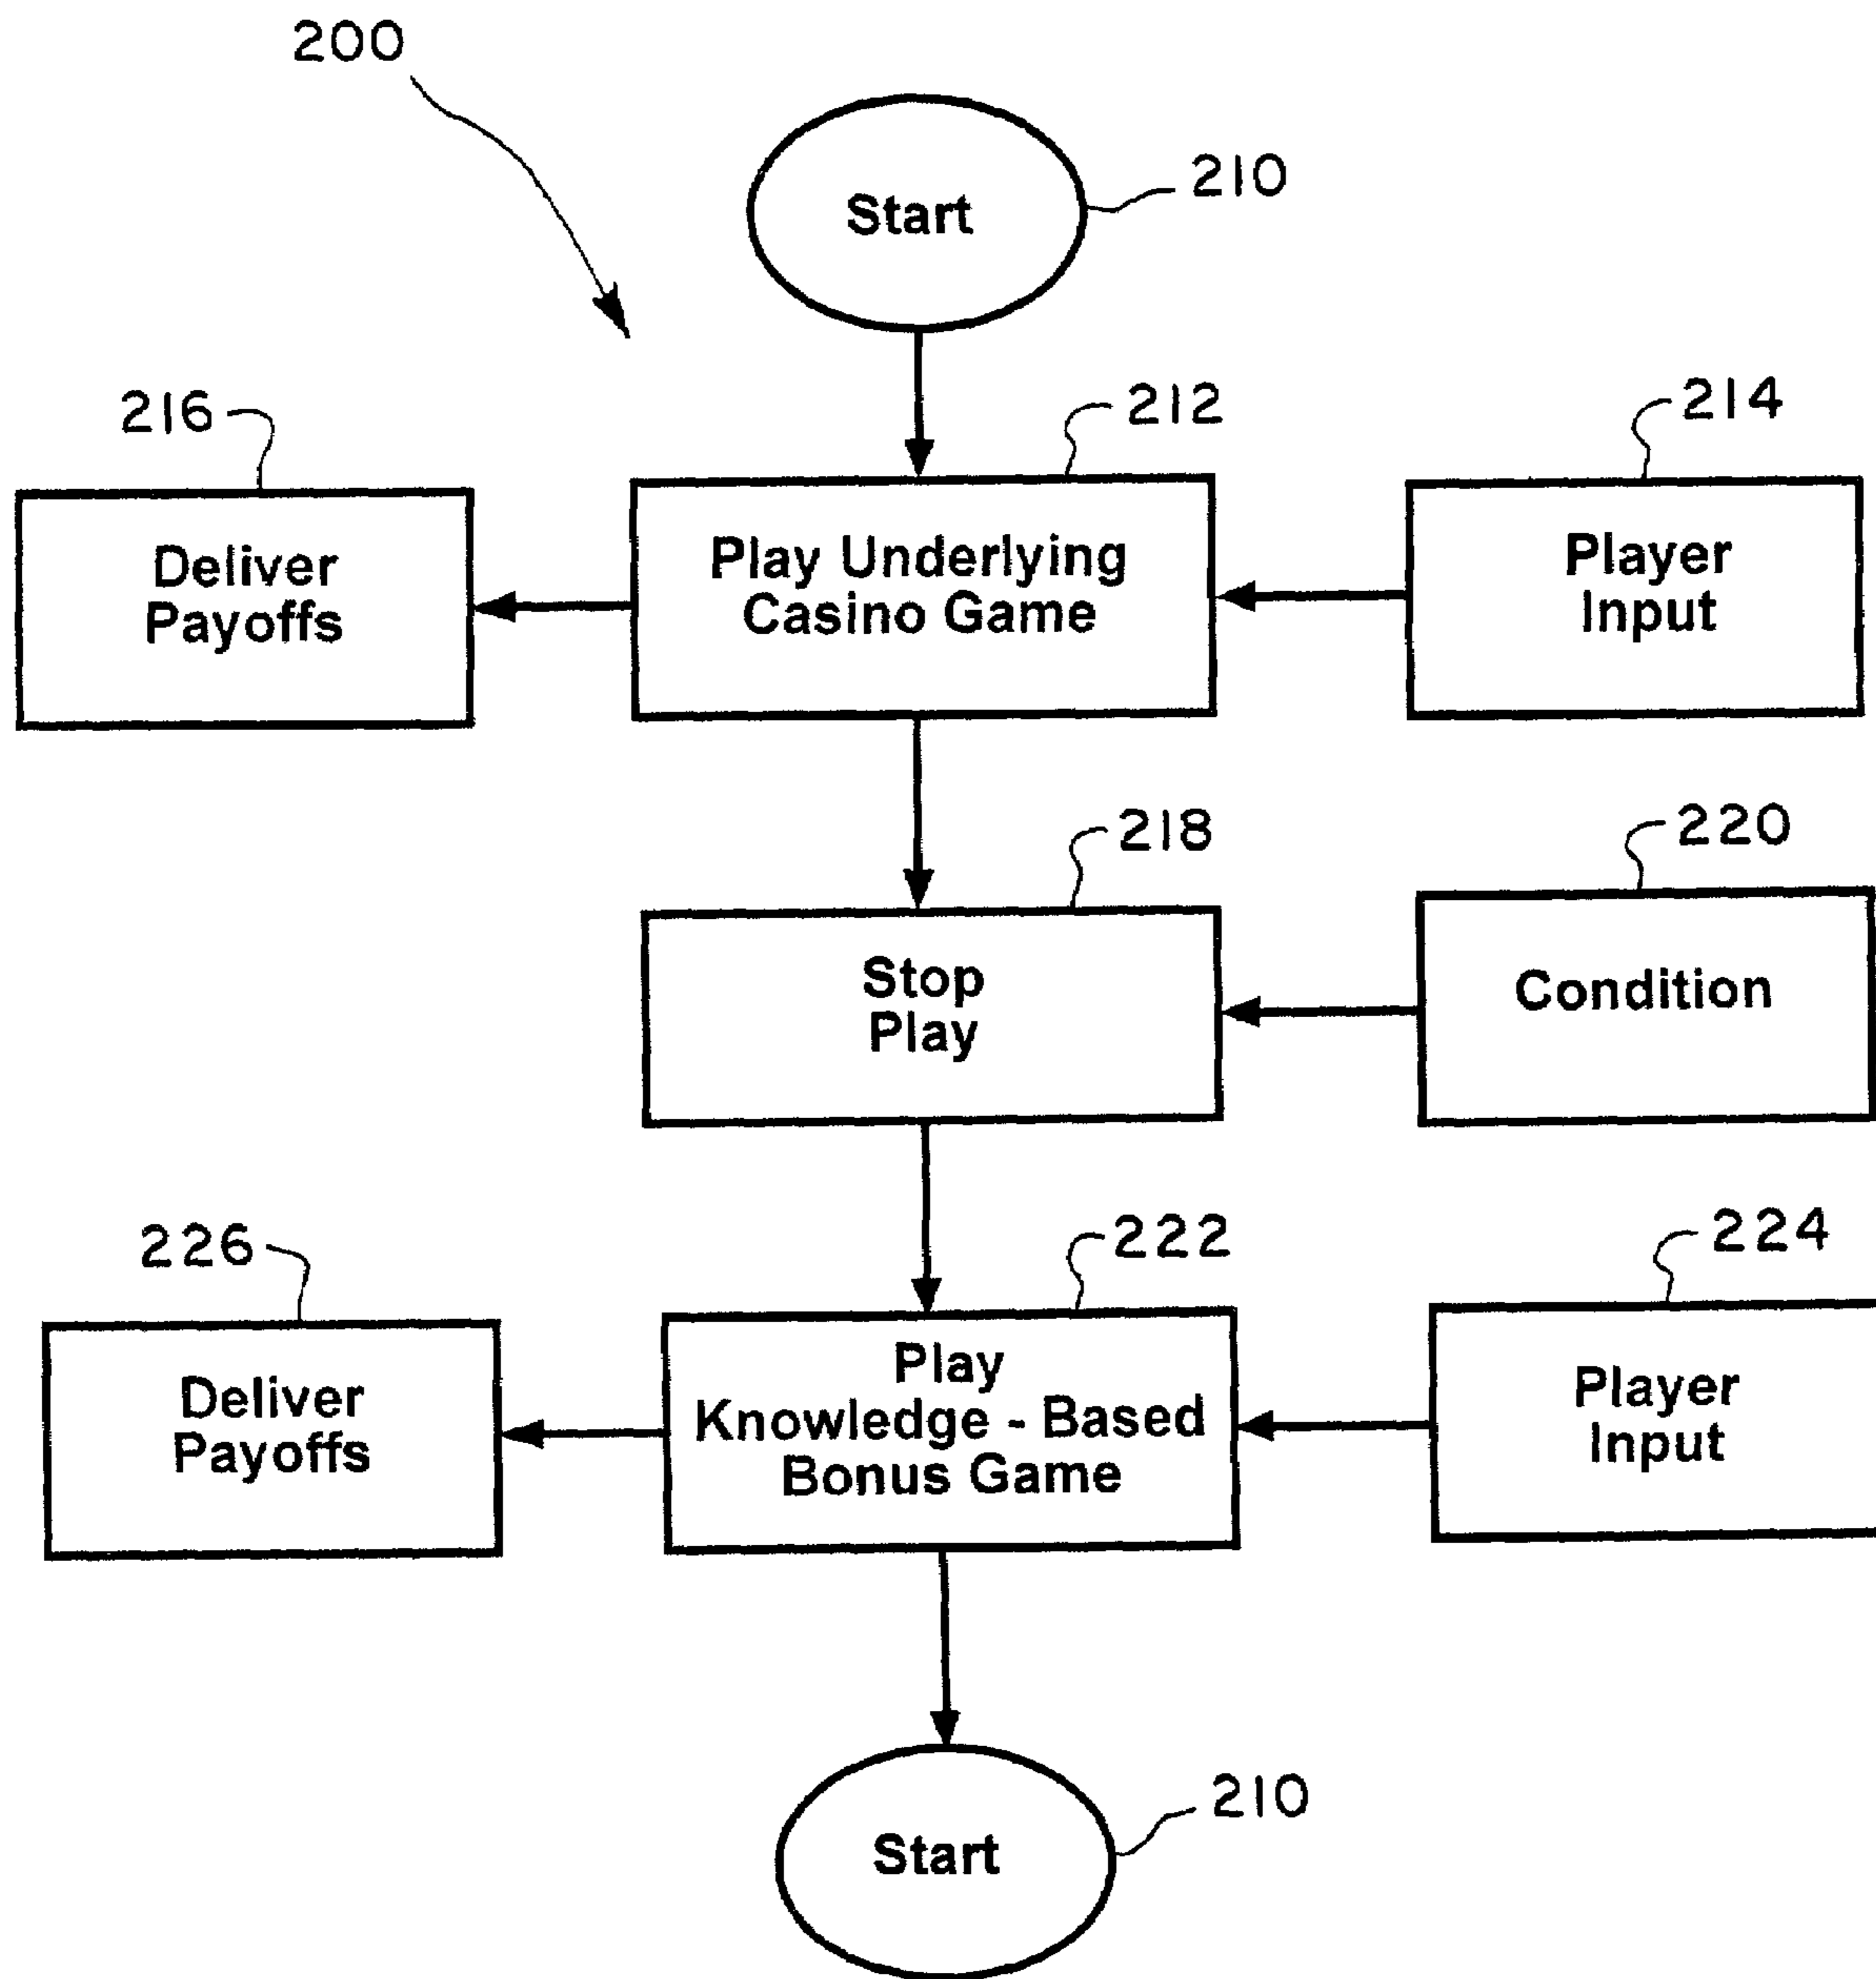 200
Start
210
216
212
214
Deliver
Payoffs
Play Underlying
Casino Game
Player
Input
218
220
Stop
Play
Condition
226
222
224
Deliver
Payoffs
Play
Knowledge - Based
Bonus Game
Player
Input
Start
210